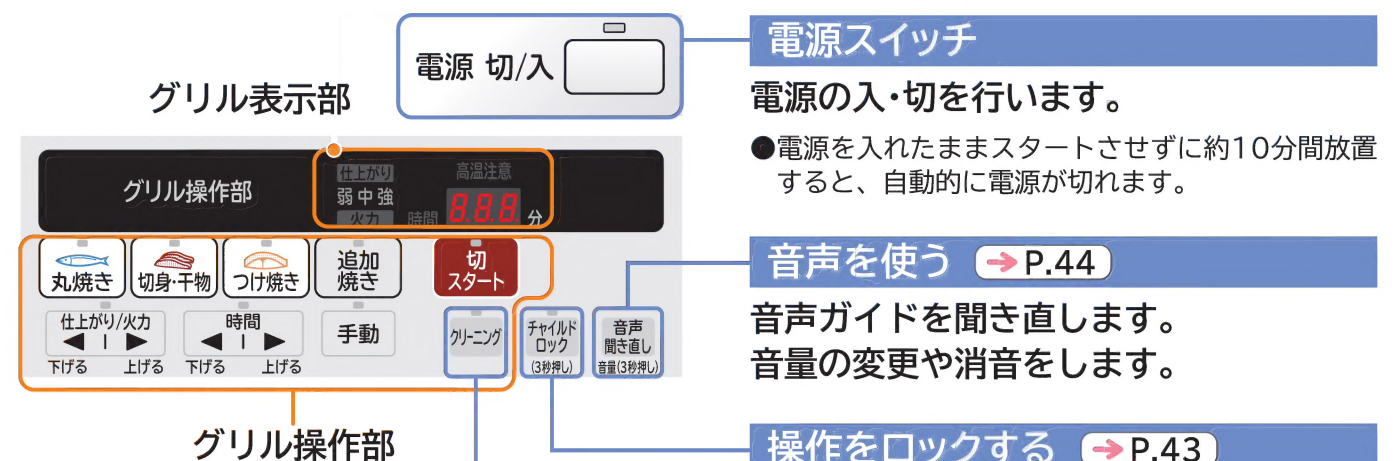 電源 切/入
電源スイッチ
電源の入・切を行います。
●電源を入れたままスタートさせずに約10分間放置
すると、自動的に電源が切れます。
グリル表示部
グリル操作部
仕上がり
高温注意
弱 中 強
火力
時間
8.8.8.
分
丸焼き
切身・干物
つけ焼き
追加
焼き
切
スタート
仕上がり/火力
◀ | ▶
下げる 上げる
時間
◀ | ▶
下げる 上げる
手動
クリーニング
チャイルド
ロック
(3秒押し)
音声
聞き直し
音量(3秒押し)
グリル操作部
音声を使う
→P.44
音声ガイドを聞き直します。
音量の変更や消音をします。
操作をロックする
→P.43